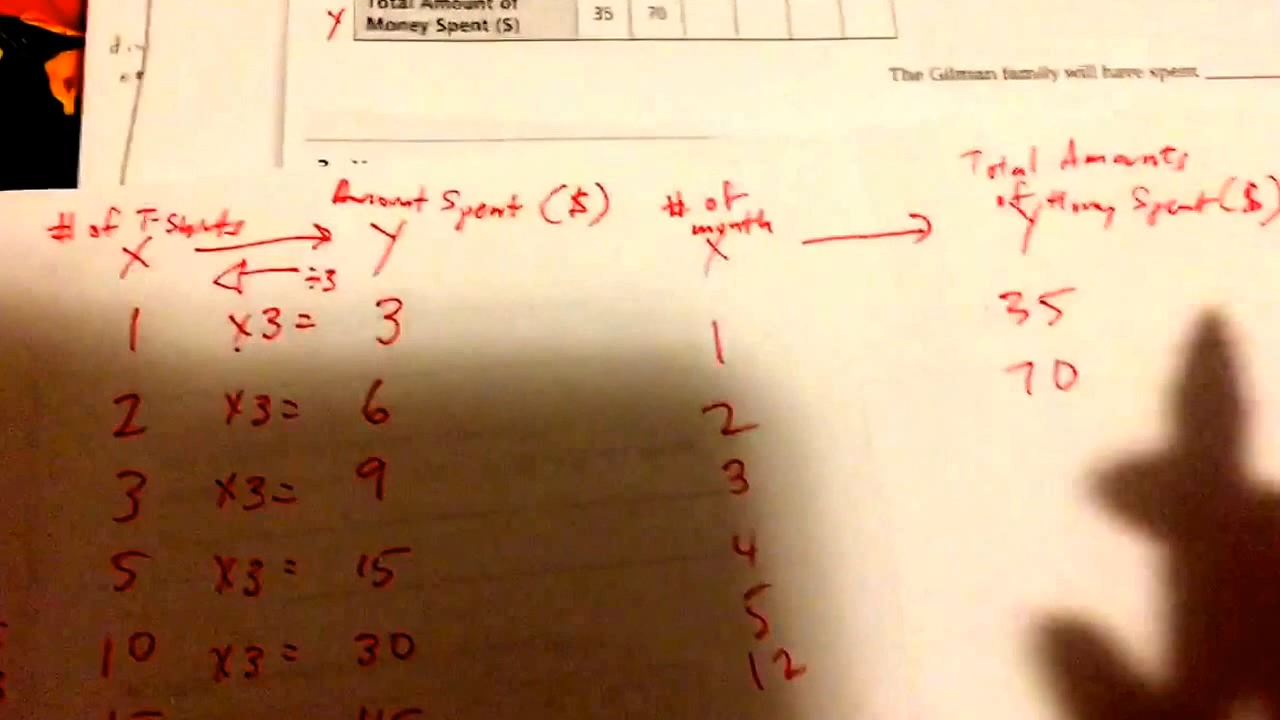 Total Amount of
Money Spent ($) 35 70
Y
The Gilman family will have spent
# of T-Shirts Amount Spent ($)
X Y
÷3
1 x3= 3
2 x3= 6
3 x3= 9
5 x3= 15
10 x3= 30
# of month Total Amounts of Money Spent ($)
X Y
1 35
2 70
3
4
5
12